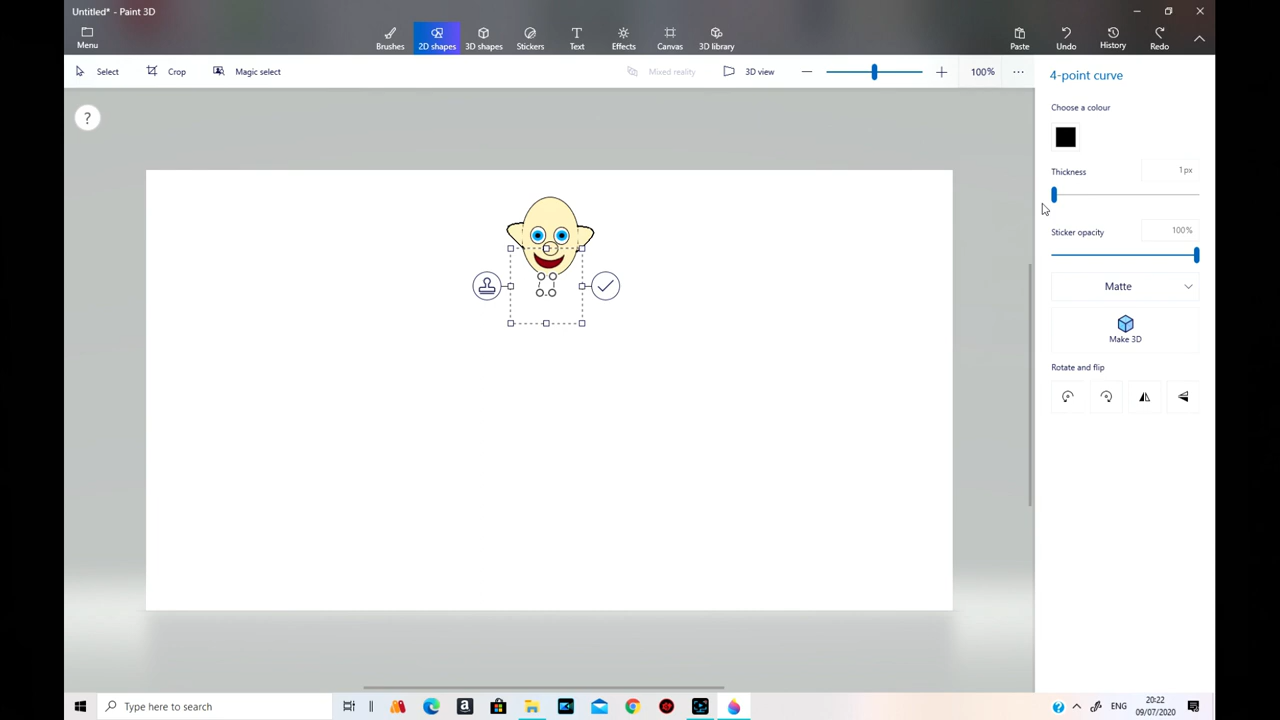 Untitled* - Paint 3D
Menu
Brushes
2D shapes
3D shapes
Stickers
Text
Effects
Canvas
3D library
Paste
Undo
History
Redo
Select
Crop
Magic select
Mixed reality
3D view
100%
4-point curve
?
Choose a colour
Thickness
1px
Sticker opacity
100%
Matte
Make 3D
Rotate and flip
Type here to search
ENG
20:22
09/07/2020